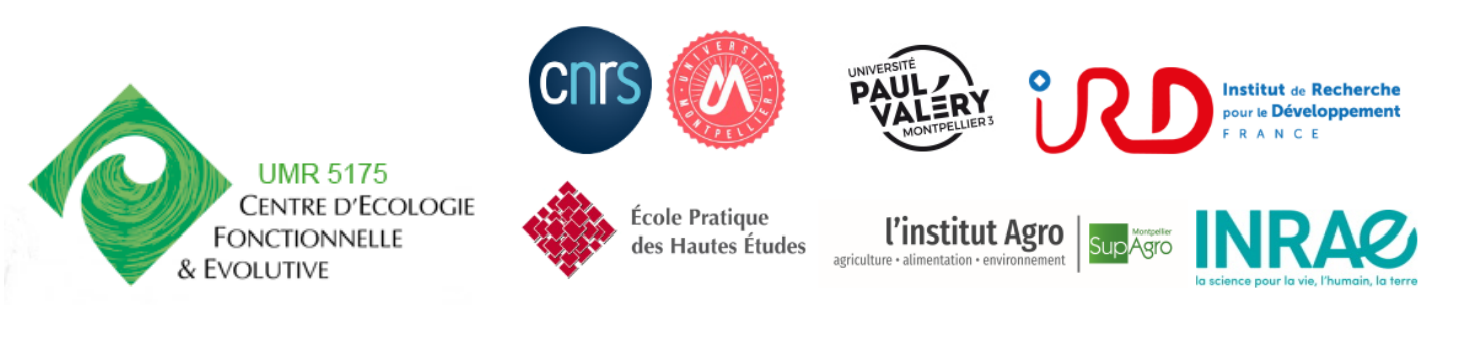 UMR 5175
CENTRE D'ECOLOGIE
FONCTIONNELLE
& EVOLUTIVE
cnrs
UNIVERSITÉ · MONTPELLIER ·
UNIVERSITÉ
PAUL
VALÉRY
MONTPELLIER 3
iRD
Institut de Recherche
pour le Développement
FRANCE
École Pratique
des Hautes Études
l'institut Agro
agriculture • alimentation • environnement
Montpellier
SupAgro
INRAE
la science pour la vie, l'humain, la terre